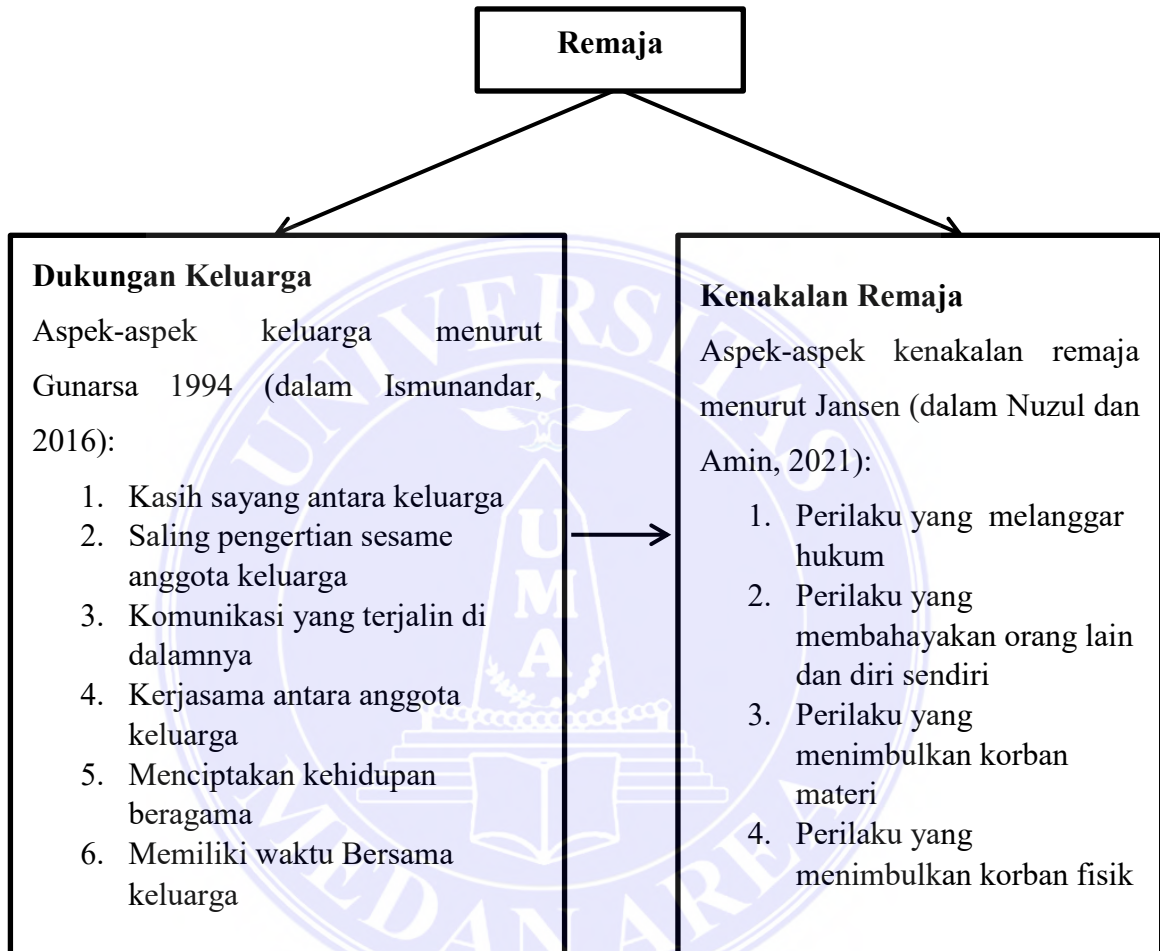 Remaja
Dukungan Keluarga
Aspek-aspek keluarga menurut
Gunarsa 1994 (dalam Ismunandar,
2016):
1. Kasih sayang antara keluarga
2. Saling pengertian sesame
anggota keluarga
3. Komunikasi yang terjalin di
dalamnya
4. Kerjasama antara anggota
keluarga
5. Menciptakan kehidupan
beragama
6. Memiliki waktu Bersama
keluarga
Kenakalan Remaja
Aspek-aspek kenakalan remaja
menurut Jansen (dalam Nuzul dan
Amin, 2021):
1. Perilaku yang melanggar
hukum
2. Perilaku yang
membahayakan orang lain
dan diri sendiri
3. Perilaku yang
menimbulkan korban
materi
4. Perilaku yang
menimbulkan korban fisik
UNIVERSITAS
UMA
MEDAN AREA